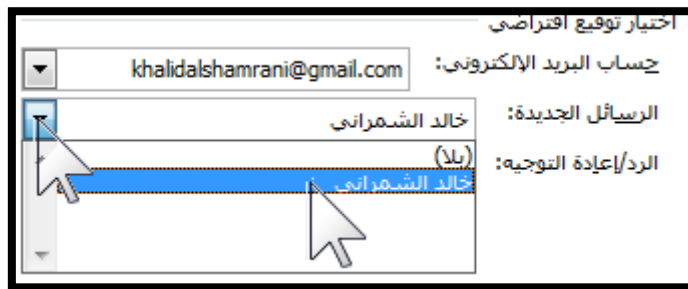 اختيار توقيع افتراضي
حساب البريد الإلكتروني: khalidalshamrani@gmail.com
الرسائل الجديدة: خالد الشمراني
(بلا)
الرد/إعادة التوجيه: خالد الشمراني